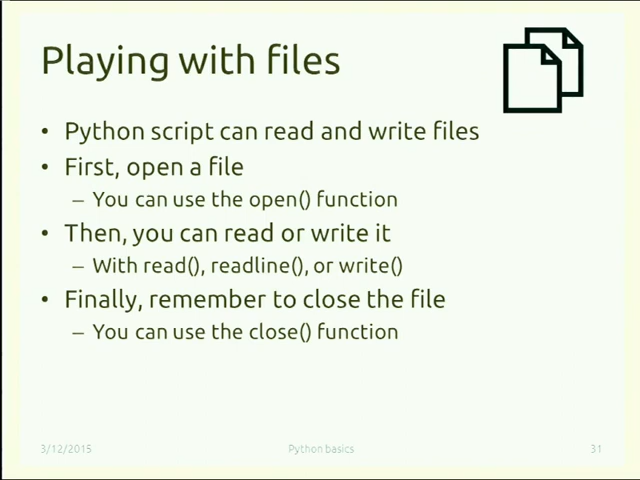 Playing with files
• Python script can read and write files
• First, open a file
– You can use the open() function
• Then, you can read or write it
– With read(), readline(), or write()
• Finally, remember to close the file
– You can use the close() function
3/12/2015 Python basics 31